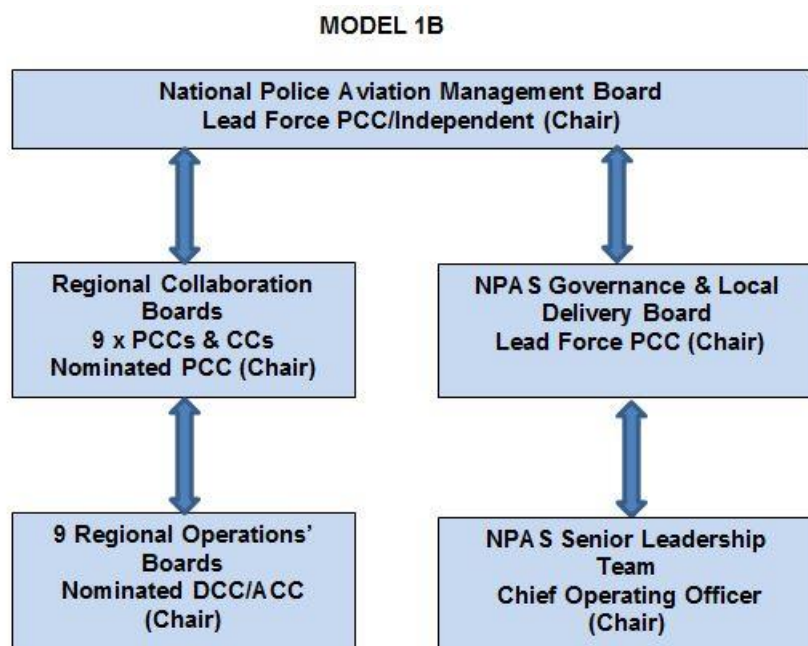 MODEL 1B
National Police Aviation Management Board
Lead Force PCC/Independent (Chair)
Regional Collaboration
Boards
9 x PCCs & CCs
Nominated PCC (Chair)
NPAS Governance & Local
Delivery Board
Lead Force PCC (Chair)
9 Regional Operations’
Boards
Nominated DCC/ACC
(Chair)
NPAS Senior Leadership
Team
Chief Operating Officer
(Chair)